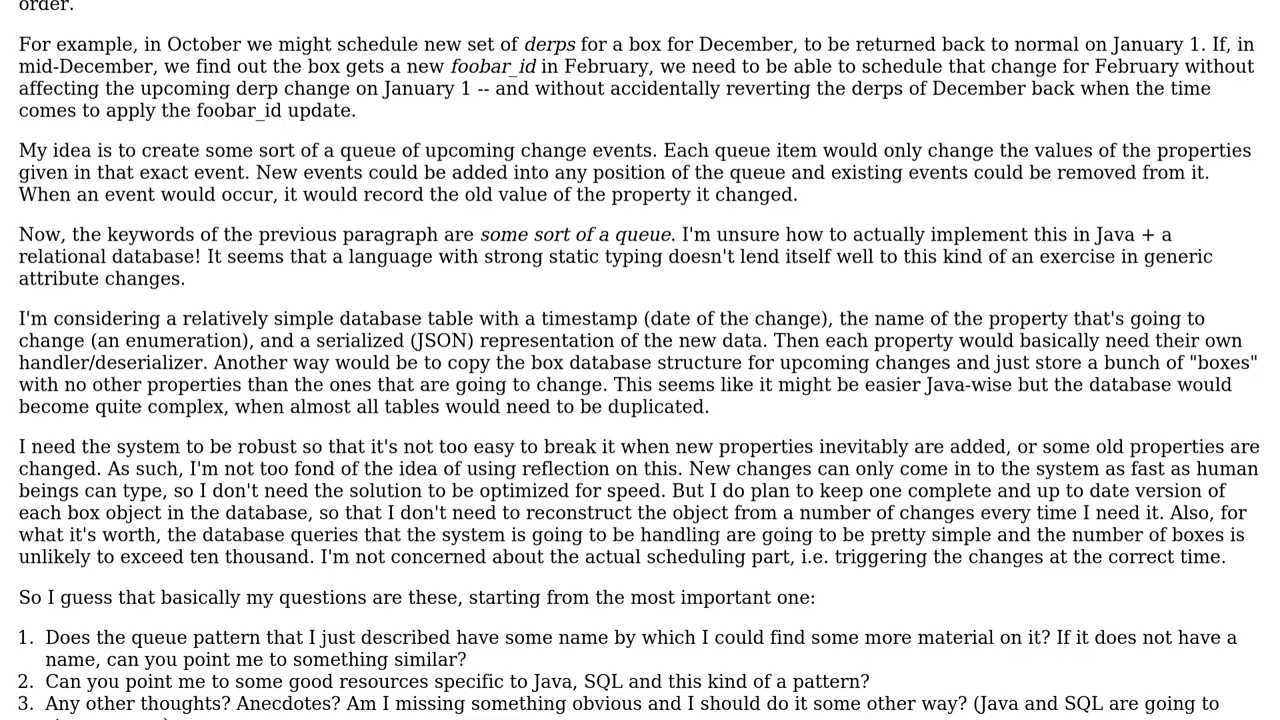 order.
For example, in October we might schedule new set of derps for a box for December, to be returned back to normal on January 1. If, in
mid-December, we find out the box gets a new foobar_id in February, we need to be able to schedule that change for February without
affecting the upcoming derp change on January 1 -- and without accidentally reverting the derps of December back when the time
comes to apply the foobar_id update.
My idea is to create some sort of a queue of upcoming change events. Each queue item would only change the values of the properties
given in that exact event. New events could be added into any position of the queue and existing events could be removed from it.
When an event would occur, it would record the old value of the property it changed.
Now, the keywords of the previous paragraph are some sort of a queue. I'm unsure how to actually implement this in Java + a
relational database! It seems that a language with strong static typing doesn't lend itself well to this kind of an exercise in generic
attribute changes.
I'm considering a relatively simple database table with a timestamp (date of the change), the name of the property that's going to
change (an enumeration), and a serialized (JSON) representation of the new data. Then each property would basically need their own
handler/deserializer. Another way would be to copy the box database structure for upcoming changes and just store a bunch of "boxes"
with no other properties than the ones that are going to change. This seems like it might be easier Java-wise but the database would
become quite complex, when almost all tables would need to be duplicated.
I need the system to be robust so that it's not too easy to break it when new properties inevitably are added, or some old properties are
changed. As such, I'm not too fond of the idea of using reflection on this. New changes can only come in to the system as fast as human
beings can type, so I don't need the solution to be optimized for speed. But I do plan to keep one complete and up to date version of
each box object in the database, so that I don't need to reconstruct the object from a number of changes every time I need it. Also, for
what it's worth, the database queries that the system is going to be handling are going to be pretty simple and the number of boxes is
unlikely to exceed ten thousand. I'm not concerned about the actual scheduling part, i.e. triggering the changes at the correct time.
So I guess that basically my questions are these, starting from the most important one:
1. Does the queue pattern that I just described have some name by which I could find some more material on it? If it does not have a
name, can you point me to something similar?
2. Can you point me to some good resources specific to Java, SQL and this kind of a pattern?
3. Any other thoughts? Anecdotes? Am I missing something obvious and I should do it some other way? (Java and SQL are going to